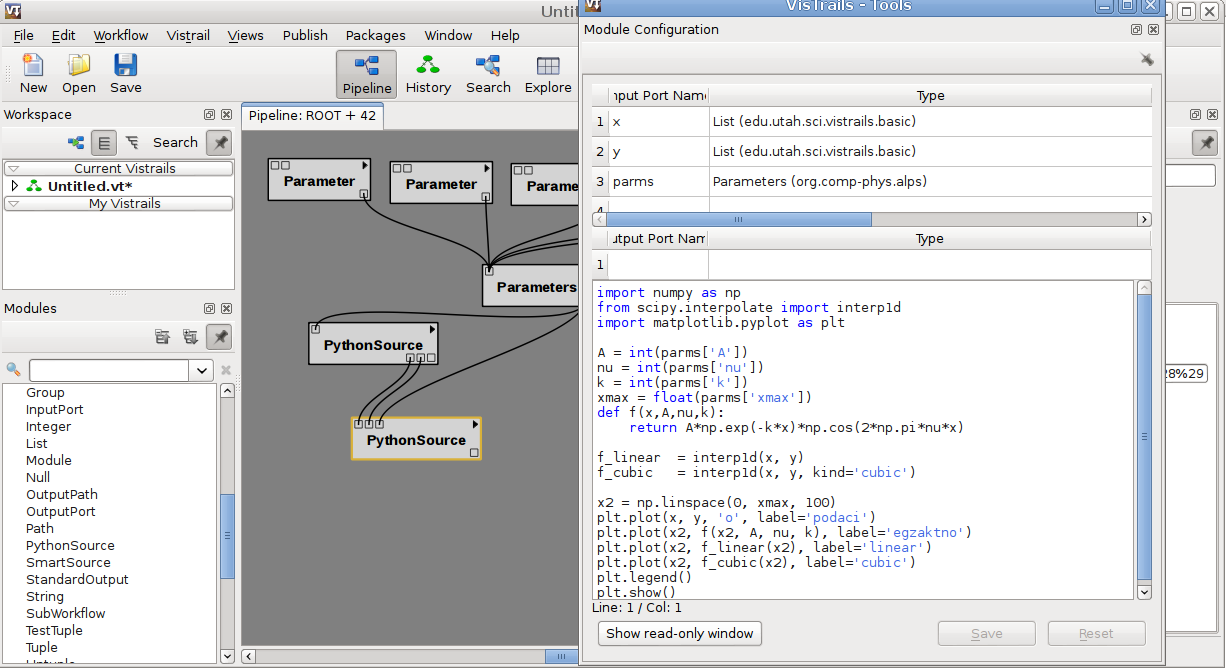 Untit
File Edit Workflow Vistrail Views Publish Packages Window Help
New Open Save Pipeline History Search Explore
Workspace
Search
Current Vistrails
Untitled.vt*
My Vistrails
Modules
Group
InputPort
Integer
List
Module
Null
OutputPath
OutputPort
Path
PythonSource
SmartSource
StandardOutput
String
SubWorkflow
TestTuple
Tuple
Pipeline: ROOT + 42
Parameter
Parameter
Parame
Parameters
PythonSource
PythonSource
VisTrails - Tools
Module Configuration
nput Port Name Type
1 x List (edu.utah.sci.vistrails.basic)
2 y List (edu.utah.sci.vistrails.basic)
3 parms Parameters (org.comp-phys.alps)
4
utput Port Nam Type
1
import numpy as np
from scipy.interpolate import interp1d
import matplotlib.pyplot as plt
A = int(parms['A'])
nu = int(parms['nu'])
k = int(parms['k'])
xmax = float(parms['xmax'])
def f(x,A,nu,k):
    return A*np.exp(-k*x)*np.cos(2*np.pi*nu*x)
f_linear  = interp1d(x, y)
f_cubic   = interp1d(x, y, kind='cubic')
x2 = np.linspace(0, xmax, 100)
plt.plot(x, y, 'o', label='podaci')
plt.plot(x2, f(x2, A, nu, k), label='egzaktno')
plt.plot(x2, f_linear(x2), label='linear')
plt.plot(x2, f_cubic(x2), label='cubic')
plt.legend()
plt.show()
Line: 1 / Col: 1
Show read-only window Save Reset
28%29